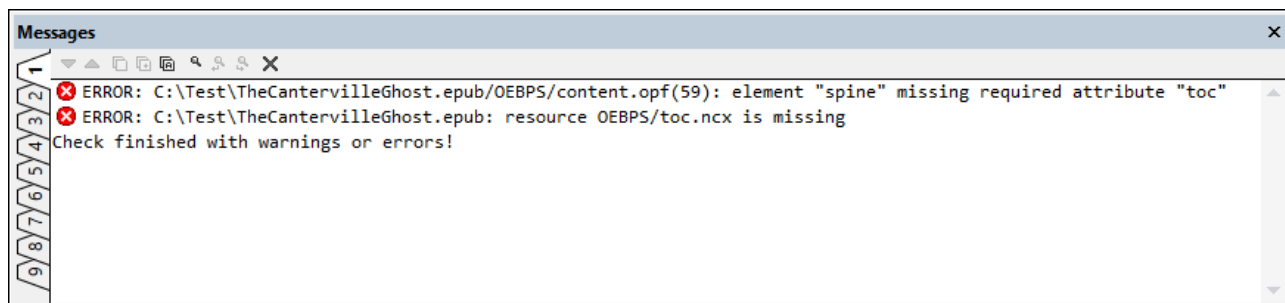 Messages
ERROR: C:\Test\TheCantervilleGhost.epub/OEBPS/content.opf(59): element "spine" missing required attribute "toc"
ERROR: C:\Test\TheCantervilleGhost.epub: resource OEBPS/toc.ncx is missing
Check finished with warnings or errors!
1
2
3
4
5
6
7
8
9